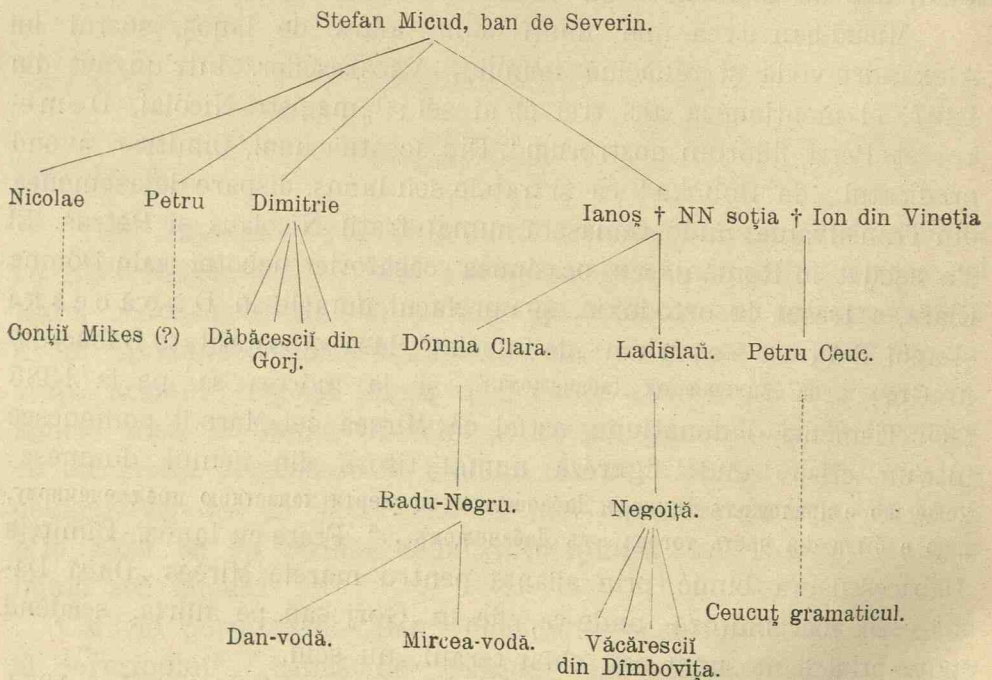 Stefan Micud, ban de Severin.
Nicolae Petru Dimitrie
Ianoș † NN soția † Ion din Vineția
Conții Mikes (?) Dăbăcescii din Dómna Clara. Ladislaŭ. Petru Ceuc.
Gorj.
Radu-Negru. Negoiță.
Ceucuț gramaticul.
Dan-vodă. Mircea-vodă. Văcărescii
din Dîmbovița.